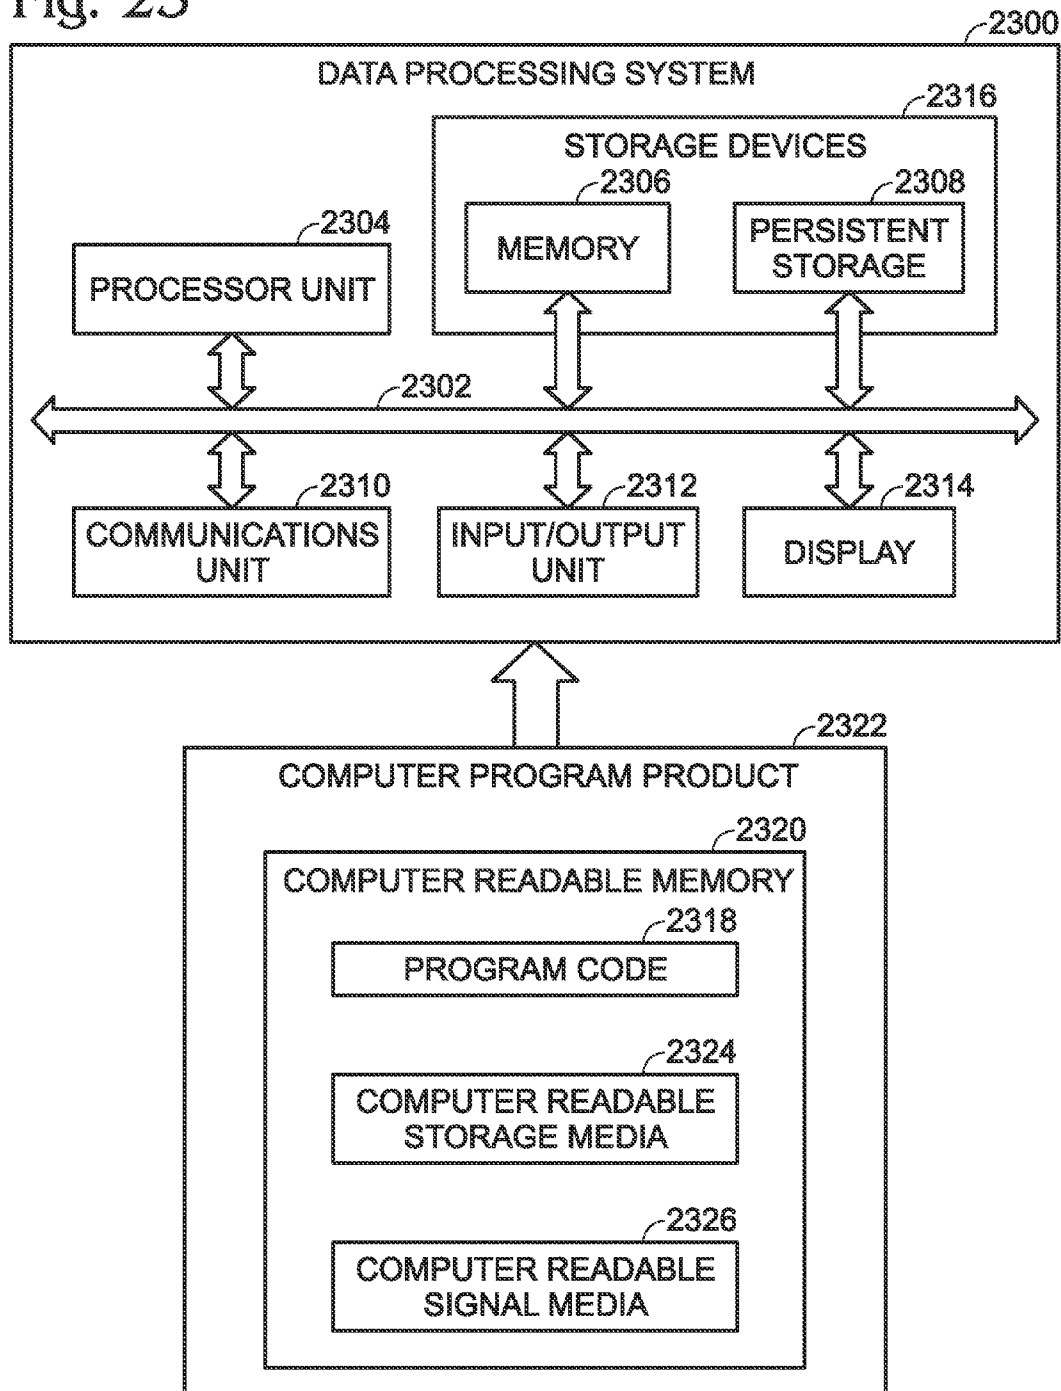 Fig. 23
2300
DATA PROCESSING SYSTEM
2316
STORAGE DEVICES
2306
MEMORY
2308
PERSISTENT
STORAGE
2304
PROCESSOR UNIT
2302
2310
COMMUNICATIONS
UNIT
2312
INPUT/OUTPUT
UNIT
2314
DISPLAY
2322
COMPUTER PROGRAM PRODUCT
2320
COMPUTER READABLE MEMORY
2318
PROGRAM CODE
2324
COMPUTER READABLE
STORAGE MEDIA
2326
COMPUTER READABLE
SIGNAL MEDIA